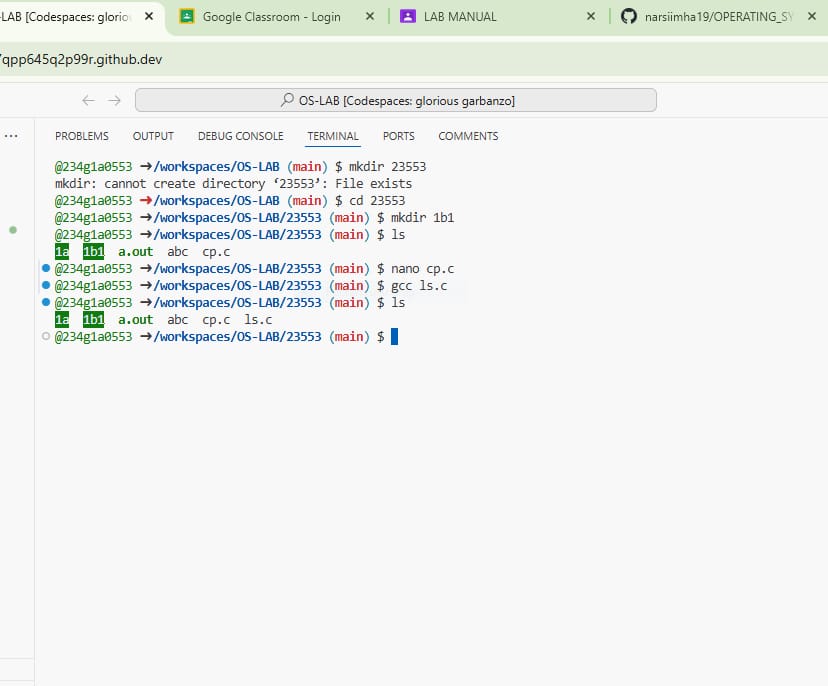 -LAB [Codespaces: glorio
Google Classroom - Login
LAB MANUAL
narsiimha19/OPERATING_SY
qpp645q2p99r.github.dev
OS-LAB [Codespaces: glorious garbanzo]
PROBLEMS OUTPUT DEBUG CONSOLE TERMINAL PORTS COMMENTS
@234g1a0553 ➜/workspaces/OS-LAB (main) $ mkdir 23553
mkdir: cannot create directory ‘23553’: File exists
@234g1a0553 ➜/workspaces/OS-LAB (main) $ cd 23553
@234g1a0553 ➜/workspaces/OS-LAB/23553 (main) $ mkdir 1b1
@234g1a0553 ➜/workspaces/OS-LAB/23553 (main) $ ls
1a 1b1 a.out abc cp.c
@234g1a0553 ➜/workspaces/OS-LAB/23553 (main) $ nano cp.c
@234g1a0553 ➜/workspaces/OS-LAB/23553 (main) $ gcc ls.c
@234g1a0553 ➜/workspaces/OS-LAB/23553 (main) $ ls
1a 1b1 a.out abc cp.c ls.c
@234g1a0553 ➜/workspaces/OS-LAB/23553 (main) $